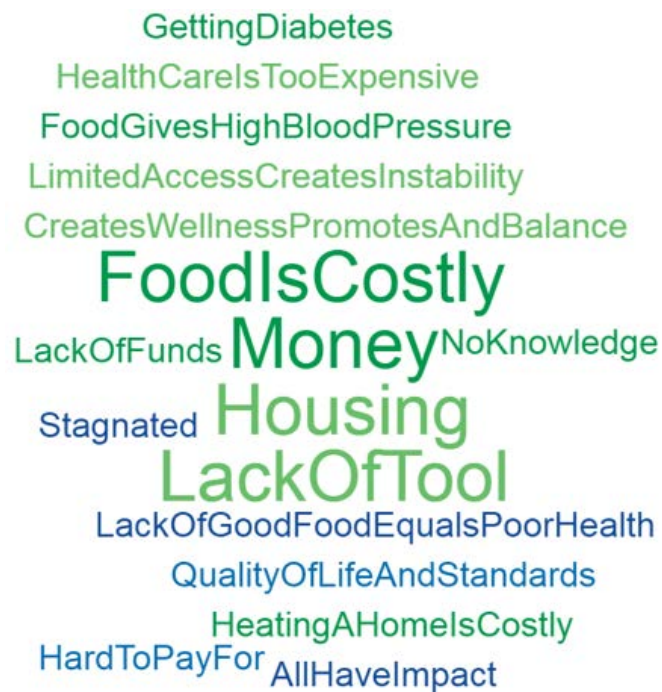 GettingDiabetes
HealthCareIsTooExpensive
FoodGivesHighBloodPressure
LimitedAccessCreatesInstability
CreatesWellnessPromotesAndBalance
FoodIsCostly
LackOfFunds Money NoKnowledge
Stagnated Housing
LackOfTool
LackOfGoodFoodEqualsPoorHealth
QualityOfLifeAndStandards
HeatingAHomeIsCostly
HardToPayFor AllHaveImpact